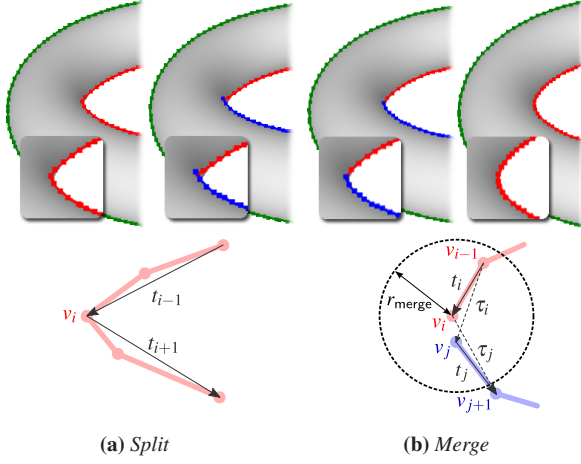 v_{i-1}
t_i
t_{i-1}
τ_i
r_merge
v_i
v_i
v_j
τ_j
t_{i+1}
t_j
v_{j+1}
(a) Split
(b) Merge